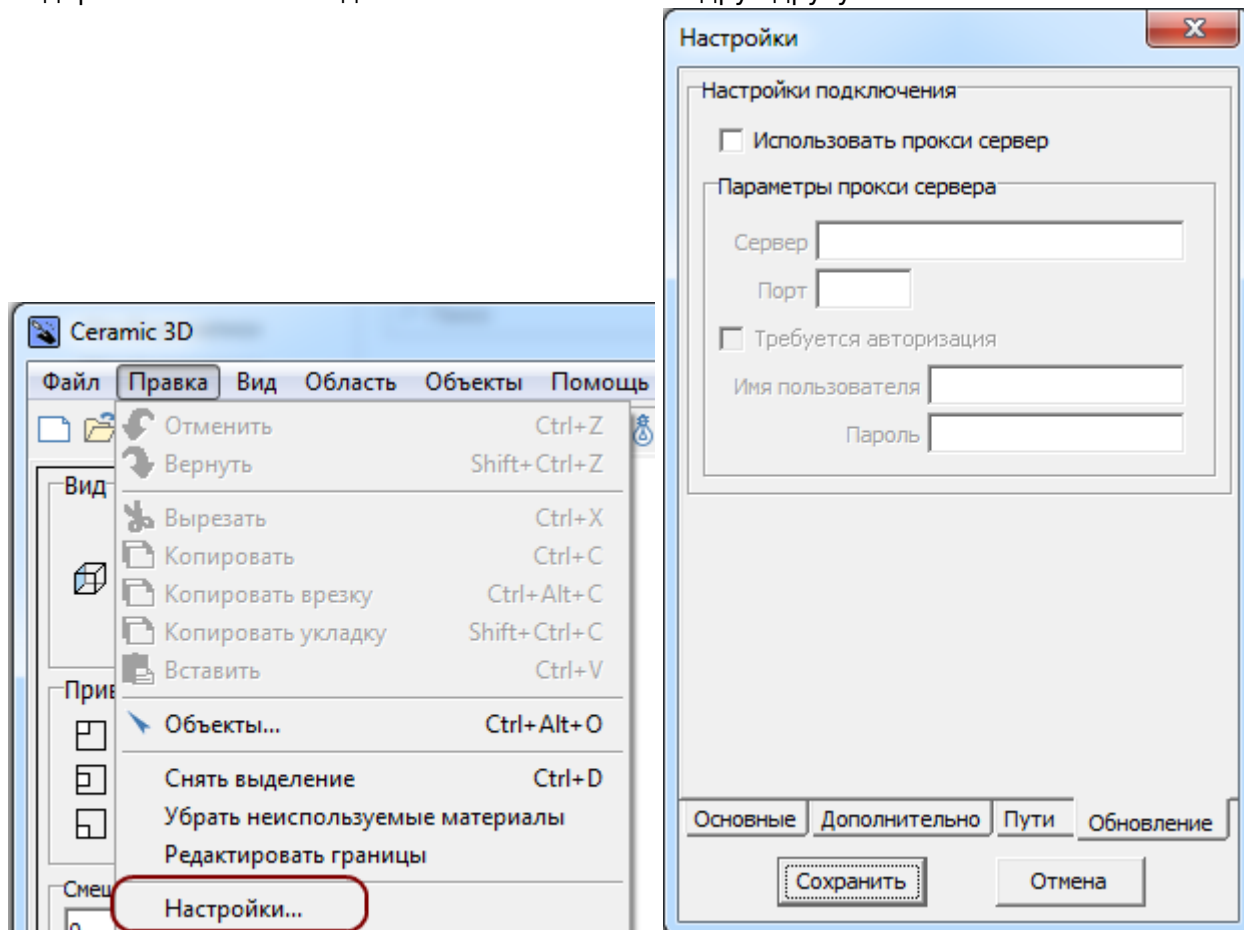 Ceramic 3D
Файл Правка Вид Область Объекты Помощь
Отменить Ctrl+Z
Вернуть Shift+Ctrl+Z
Вид
Вырезать Ctrl+X
Копировать Ctrl+C
Копировать врезку Ctrl+Alt+C
Копировать укладку Shift+Ctrl+C
Вставить Ctrl+V
Объекты... Ctrl+Alt+O
Снять выделение Ctrl+D
Убрать неиспользуемые материалы
Редактировать границы
Настройки...
Настройки
Настройки подключения
Использовать прокси сервер
Параметры прокси сервера
Сервер
Порт
Требуется авторизация
Имя пользователя
Пароль
Основные Дополнительно Пути Обновление
Сохранить Отмена